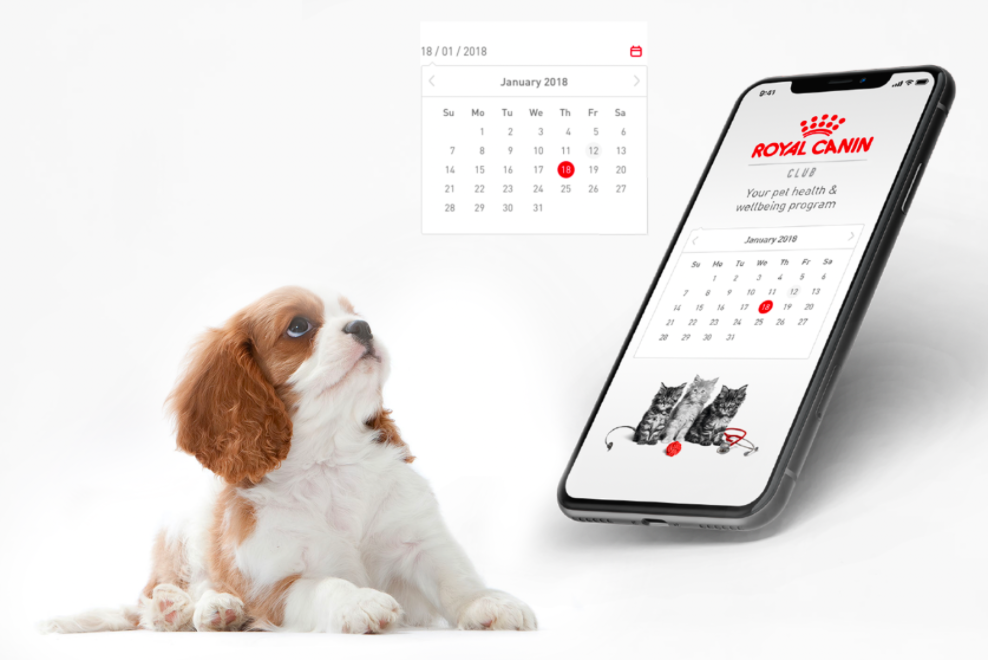 18 / 01 / 2018
January 2018
Su Mo Tu We Th Fr Sa
1 2 3 4 5 6
7 8 9 10 11 12 13
14 15 16 17 18 19 20
21 22 23 24 25 26 27
28 29 30 31
9:41
ROYAL CANIN
CLUB
Your pet health &
wellbeing program
January 2018
Su Mo Tu We Th Fr Sa
1 2 3 4 5 6
7 8 9 10 11 12 13
14 15 16 17 18 19 20
21 22 23 24 25 26 27
28 29 30 31